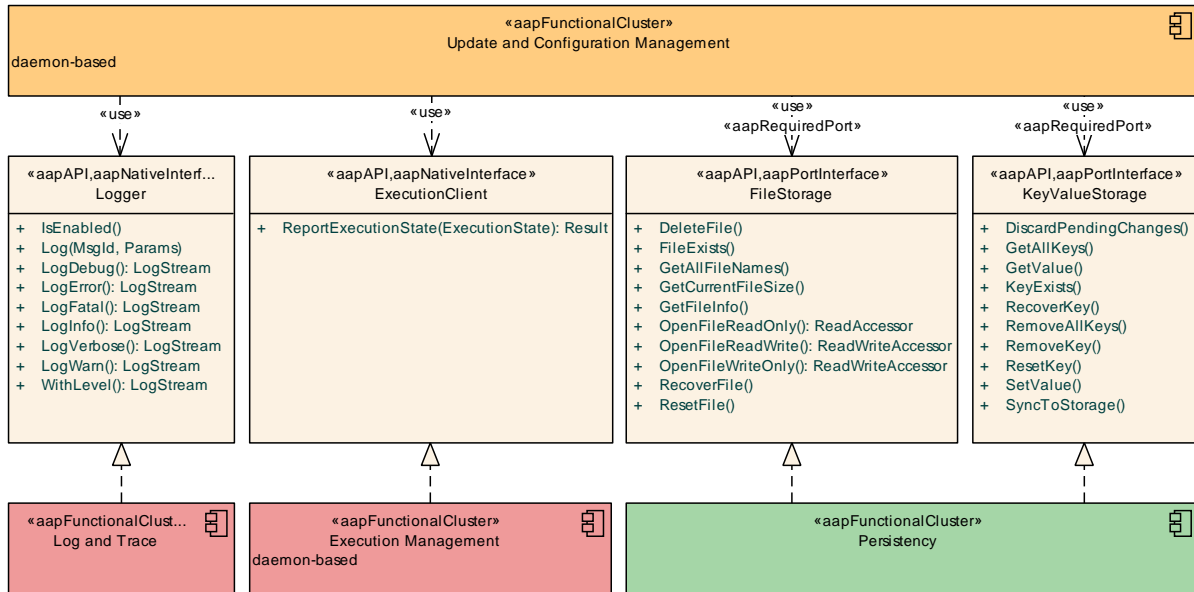 «aapFunctionalCluster»
Update and Configuration Management
daemon-based
«use»
«use»
«use»
«aapRequiredPort»
«use»
«aapRequiredPort»
«aapAPI,aapNativeInterf...
Logger
+ IsEnabled()
+ Log(MsgId, Params)
+ LogDebug(): LogStream
+ LogError(): LogStream
+ LogFatal(): LogStream
+ LogInfo(): LogStream
+ LogVerbose(): LogStream
+ LogWarn(): LogStream
+ WithLevel(): LogStream
«aapAPI,aapNativeInterface»
ExecutionClient
+ ReportExecutionState(ExecutionState): Result
«aapAPI,aapPortInterface»
FileStorage
+ DeleteFile()
+ FileExists()
+ GetAllFileNames()
+ GetCurrentFileSize()
+ GetFileInfo()
+ OpenFileReadOnly(): ReadAccessor
+ OpenFileReadWrite(): ReadWriteAccessor
+ OpenFileWriteOnly(): ReadWriteAccessor
+ RecoverFile()
+ ResetFile()
«aapAPI,aapPortInterface»
KeyValueStorage
+ DiscardPendingChanges()
+ GetAllKeys()
+ GetValue()
+ KeyExists()
+ RecoverKey()
+ RemoveAllKeys()
+ RemoveKey()
+ ResetKey()
+ SetValue()
+ SyncToStorage()
«aapFunctionalClust...
Log and Trace
«aapFunctionalCluster»
Execution Management
daemon-based
«aapFunctionalCluster»
Persistency